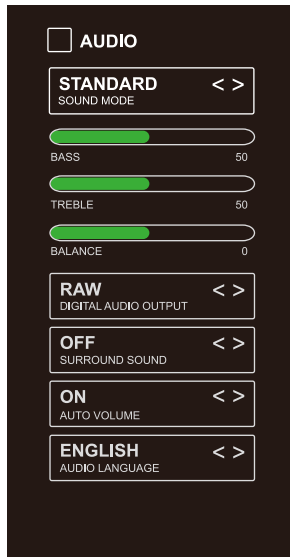 AUDIO
STANDARD < >
SOUND MODE
BASS 50
TREBLE 50
BALANCE 0
RAW < >
DIGITAL AUDIO OUTPUT
OFF < >
SURROUND SOUND
ON < >
AUTO VOLUME
ENGLISH < >
AUDIO LANGUAGE